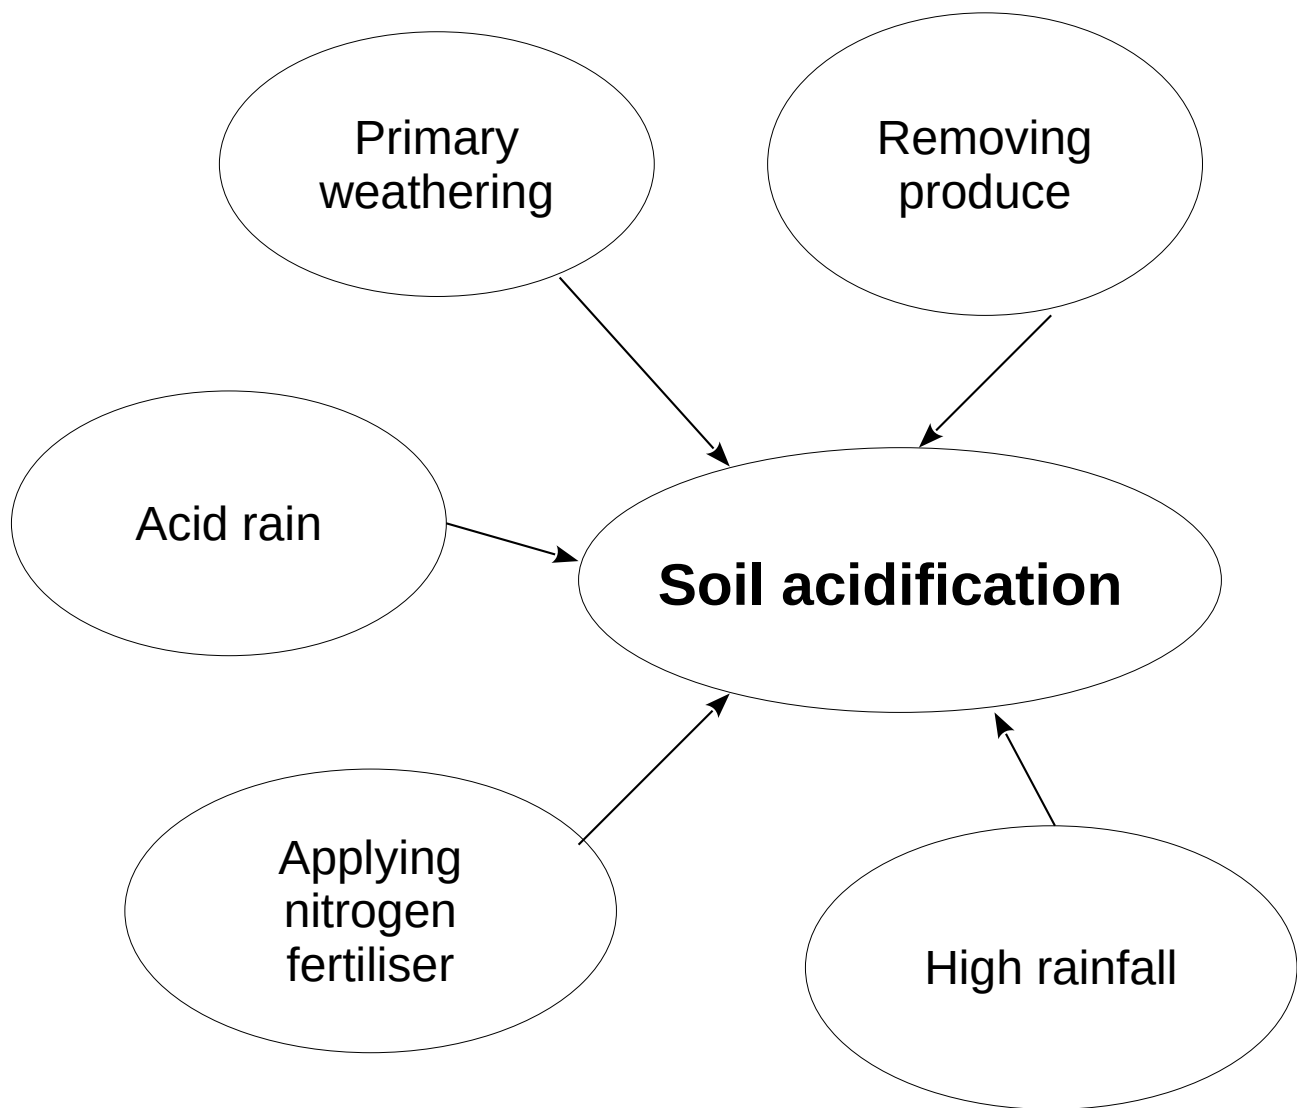 Primary
weathering
Removing
produce
Acid rain
Soil acidification
Applying
nitrogen
fertiliser
High rainfall